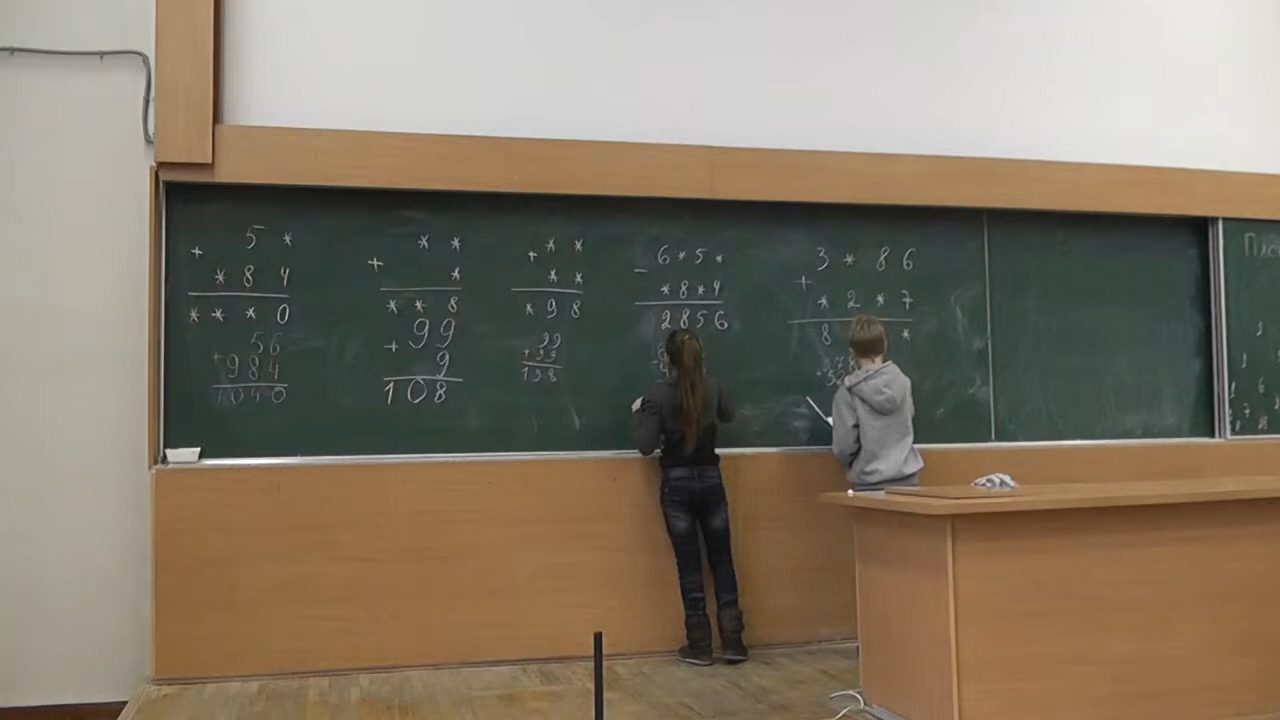 5 *
+
* 8 4
* * * 0
56
+984
1040
* *
+
*
* * 8
99
+
9
108
* *
+
* *
* 9 8
99
+99
198
6 * 5 *
−
* 8 * 4
2856
3 * 8 6
+
* 2 * 7
8 *